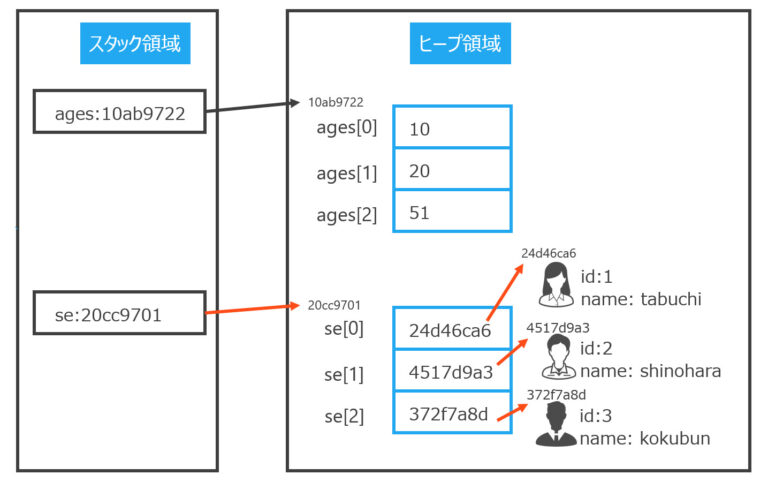 スタック領域
ヒープ領域
ages:10ab9722
10ab9722
ages[0] 10
ages[1] 20
ages[2] 51
se:20cc9701
20cc9701
se[0] 24d46ca6
se[1] 4517d9a3
se[2] 372f7a8d
24d46ca6
id:1
name: tabuchi
4517d9a3
id:2
name: shinohara
372f7a8d
id:3
name: kokubun